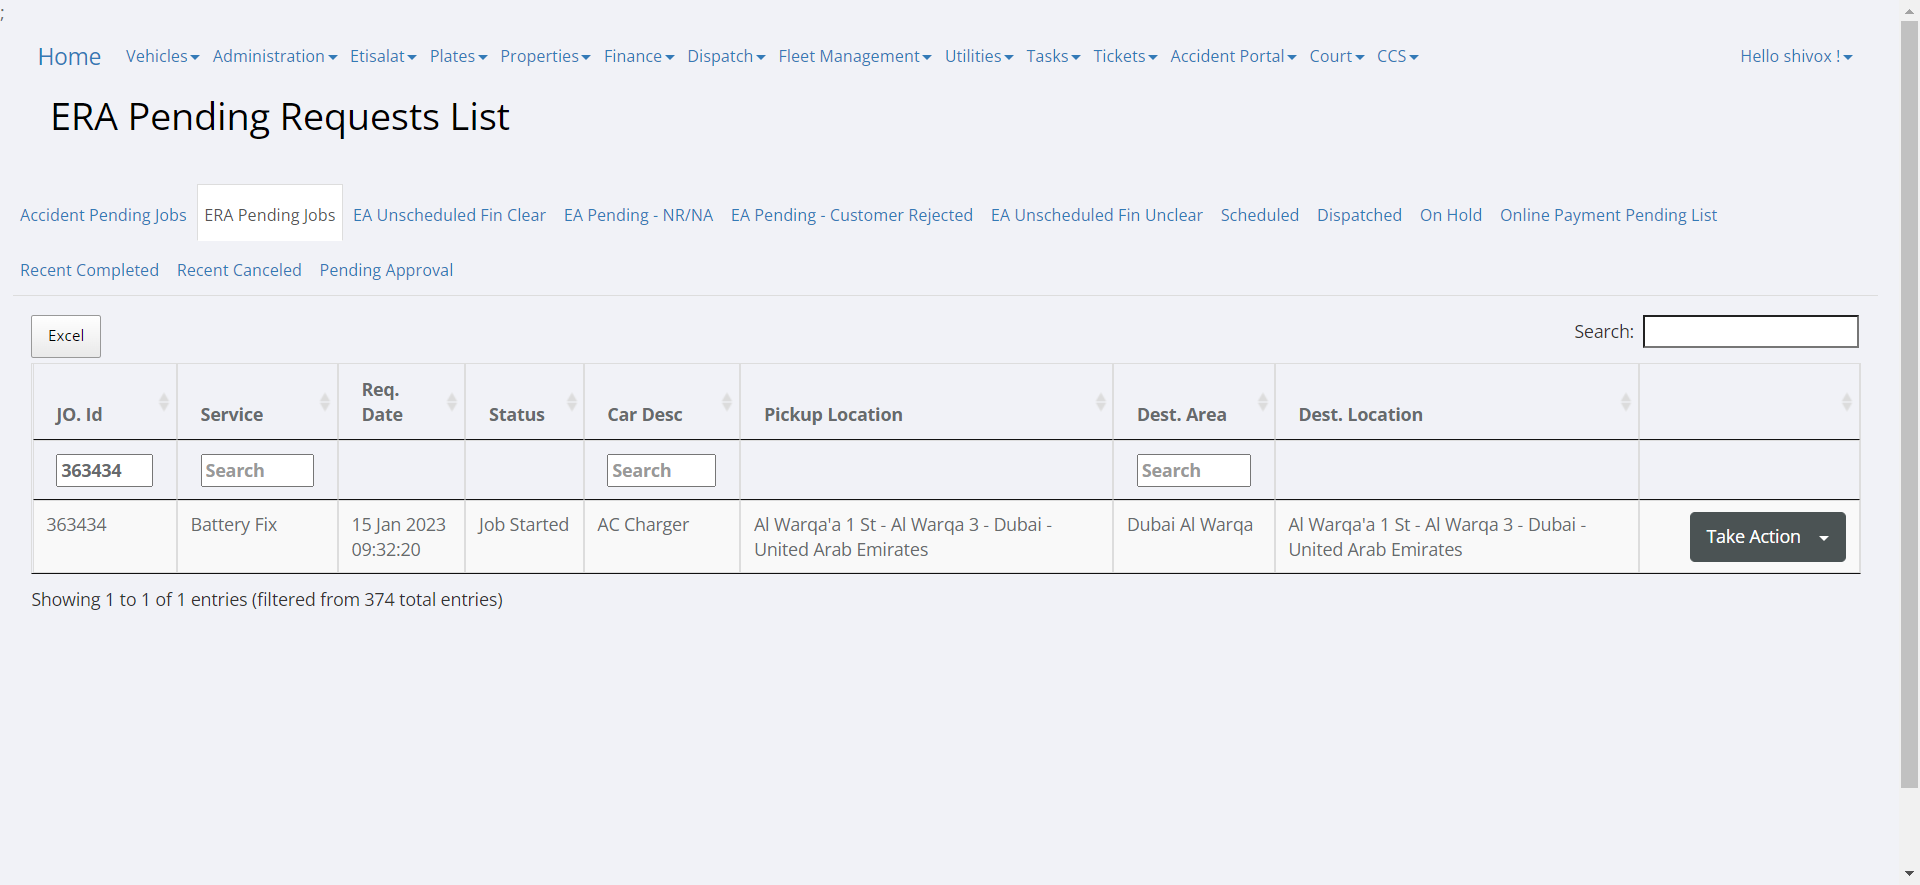 ;
Home Vehicles Administration Etisalat Plates Properties Finance Dispatch Fleet Management Utilities Tasks Tickets Accident Portal Court CCS Hello shivox !
ERA Pending Requests List
Accident Pending Jobs ERA Pending Jobs EA Unscheduled Fin Clear EA Pending - NR/NA EA Pending - Customer Rejected EA Unscheduled Fin Unclear Scheduled Dispatched On Hold Online Payment Pending List
Recent Completed Recent Canceled Pending Approval
Excel Search:
JO. Id Service Req. Date Status Car Desc Pickup Location Dest. Area Dest. Location
363434 Search Search Search
363434 Battery Fix 15 Jan 2023 Job Started AC Charger Al Warqa'a 1 St - Al Warqa 3 - Dubai - Dubai Al Warqa Al Warqa'a 1 St - Al Warqa 3 - Dubai - Take Action
09:32:20 United Arab Emirates United Arab Emirates
Showing 1 to 1 of 1 entries (filtered from 374 total entries)